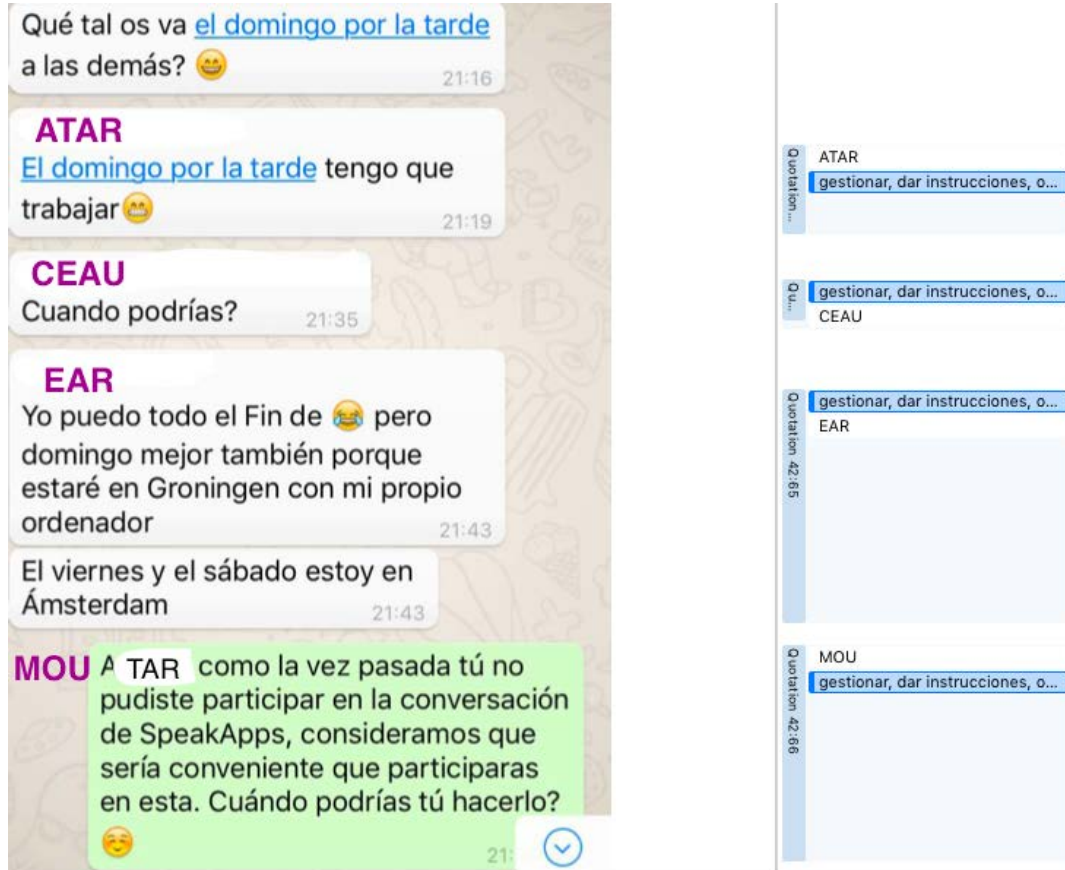 Qué tal os va el domingo por la tarde
a las demás? 😄
21:16
ATAR
El domingo por la tarde tengo que
trabajar😁
21:19
CEAU
Cuando podrías?
21:35
EAR
Yo puedo todo el Fin de 😂 pero
domingo mejor también porque
estaré en Groningen con mi propio
ordenador
21:43
El viernes y el sábado estoy en
Ámsterdam
21:43
MOU A TAR como la vez pasada tú no
pudiste participar en la conversación
de SpeakApps, consideramos que
sería conveniente que participaras
en esta. Cuándo podrías tú hacerlo?
☺️
21:
Quotation...
ATAR
gestionar, dar instrucciones, o...
Qu...
gestionar, dar instrucciones, o...
CEAU
Quotation 42:65
gestionar, dar instrucciones, o...
EAR
Quotation 42:66
MOU
gestionar, dar instrucciones, o...